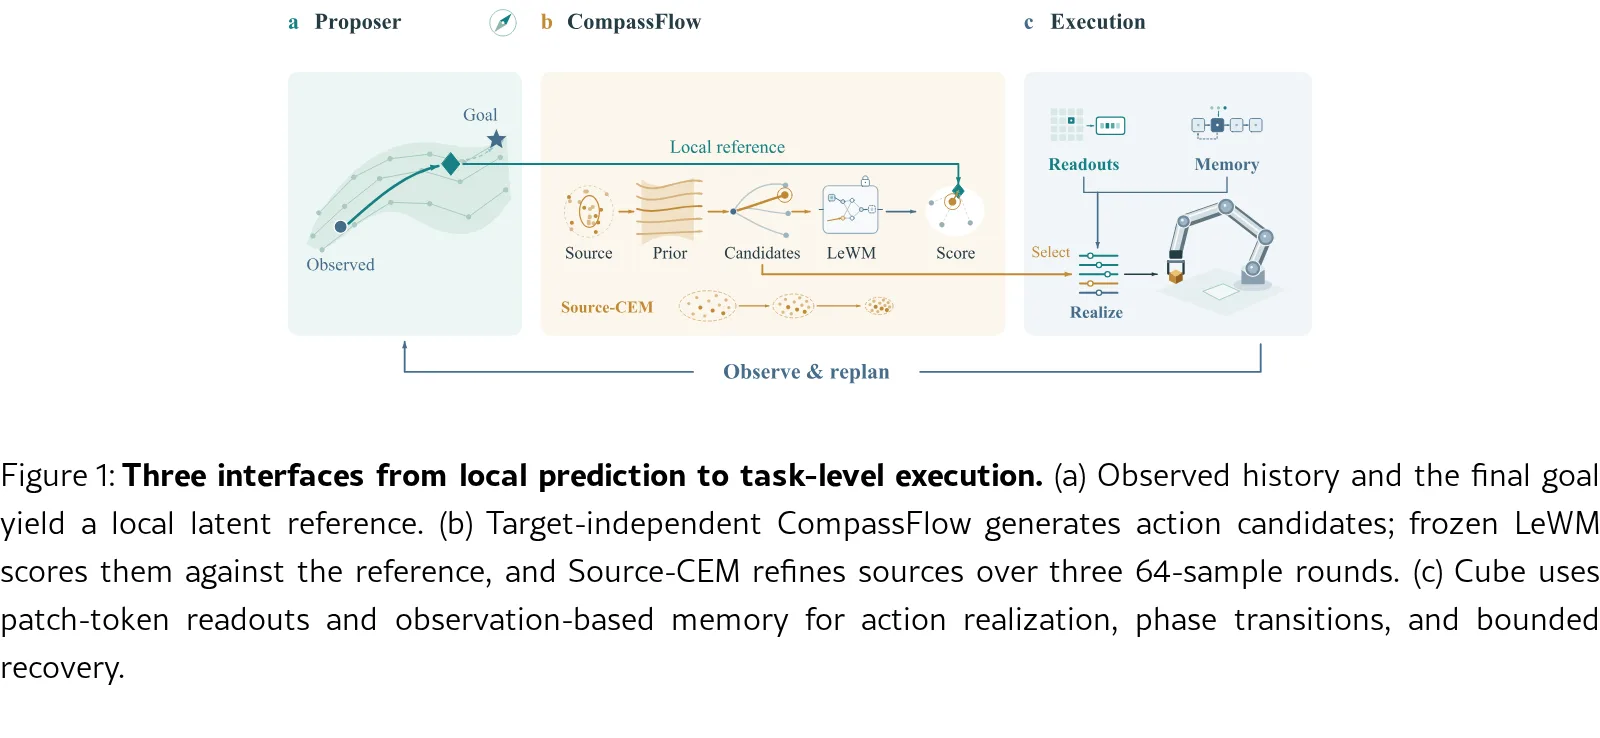 a Proposer
b CompassFlow
c Execution
Goal
Observed
Local reference
Source
Prior
Candidates
LeWM
Score
Source-CEM
Readouts
Memory
Select
Realize
Observe & replan
Figure 1: Three interfaces from local prediction to task-level execution. (a) Observed history and the final goal
yield a local latent reference. (b) Target-independent CompassFlow generates action candidates; frozen LeWM
scores them against the reference, and Source-CEM refines sources over three 64-sample rounds. (c) Cube uses
patch-token readouts and observation-based memory for action realization, phase transitions, and bounded
recovery.